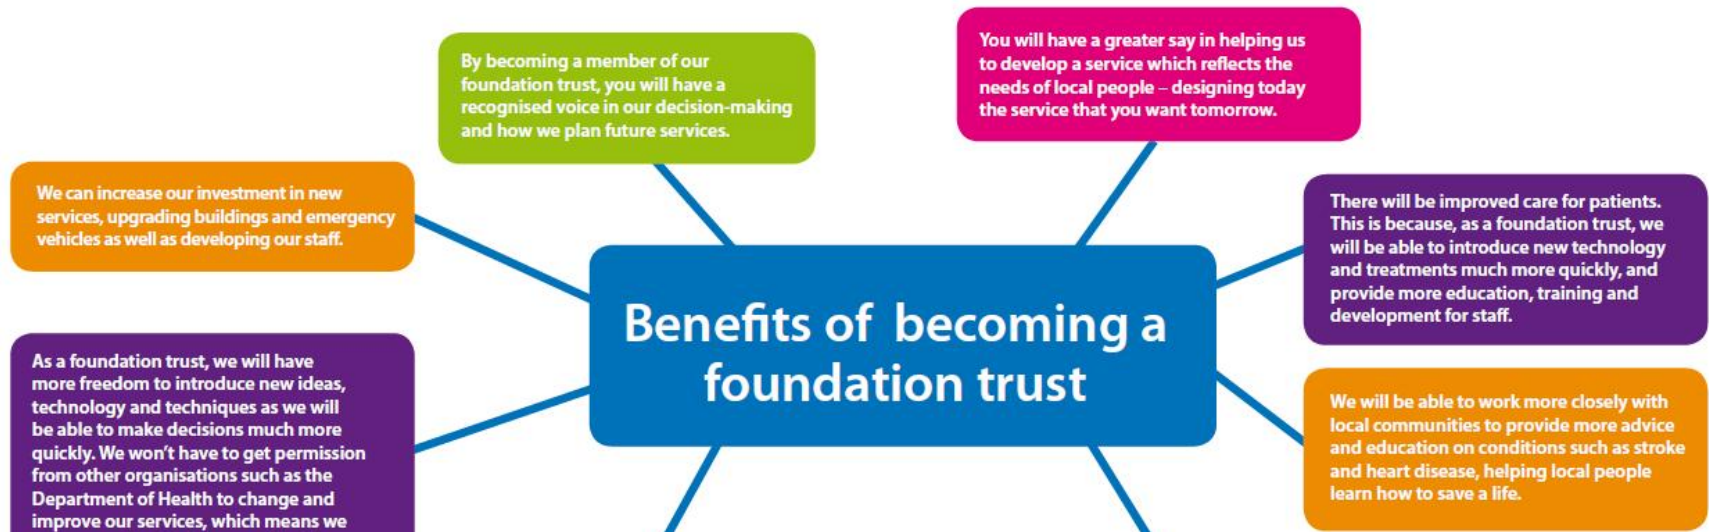 By becoming a member of our
foundation trust, you will have a
recognised voice in our decision-making
and how we plan future services.
You will have a greater say in helping us
to develop a service which reflects the
needs of local people – designing today
the service that you want tomorrow.
We can increase our investment in new
services, upgrading buildings and emergency
vehicles as well as developing our staff.
There will be improved care for patients.
This is because, as a foundation trust, we
will be able to introduce new technology
and treatments much more quickly, and
provide more education, training and
development for staff.
Benefits of becoming a
foundation trust
As a foundation trust, we will have
more freedom to introduce new ideas,
technology and techniques as we will
be able to make decisions much more
quickly. We won't have to get permission
from other organisations such as the
Department of Health to change and
improve our services, which means we
We will be able to work more closely with
local communities to provide more advice
and education on conditions such as stroke
and heart disease, helping local people
learn how to save a life.